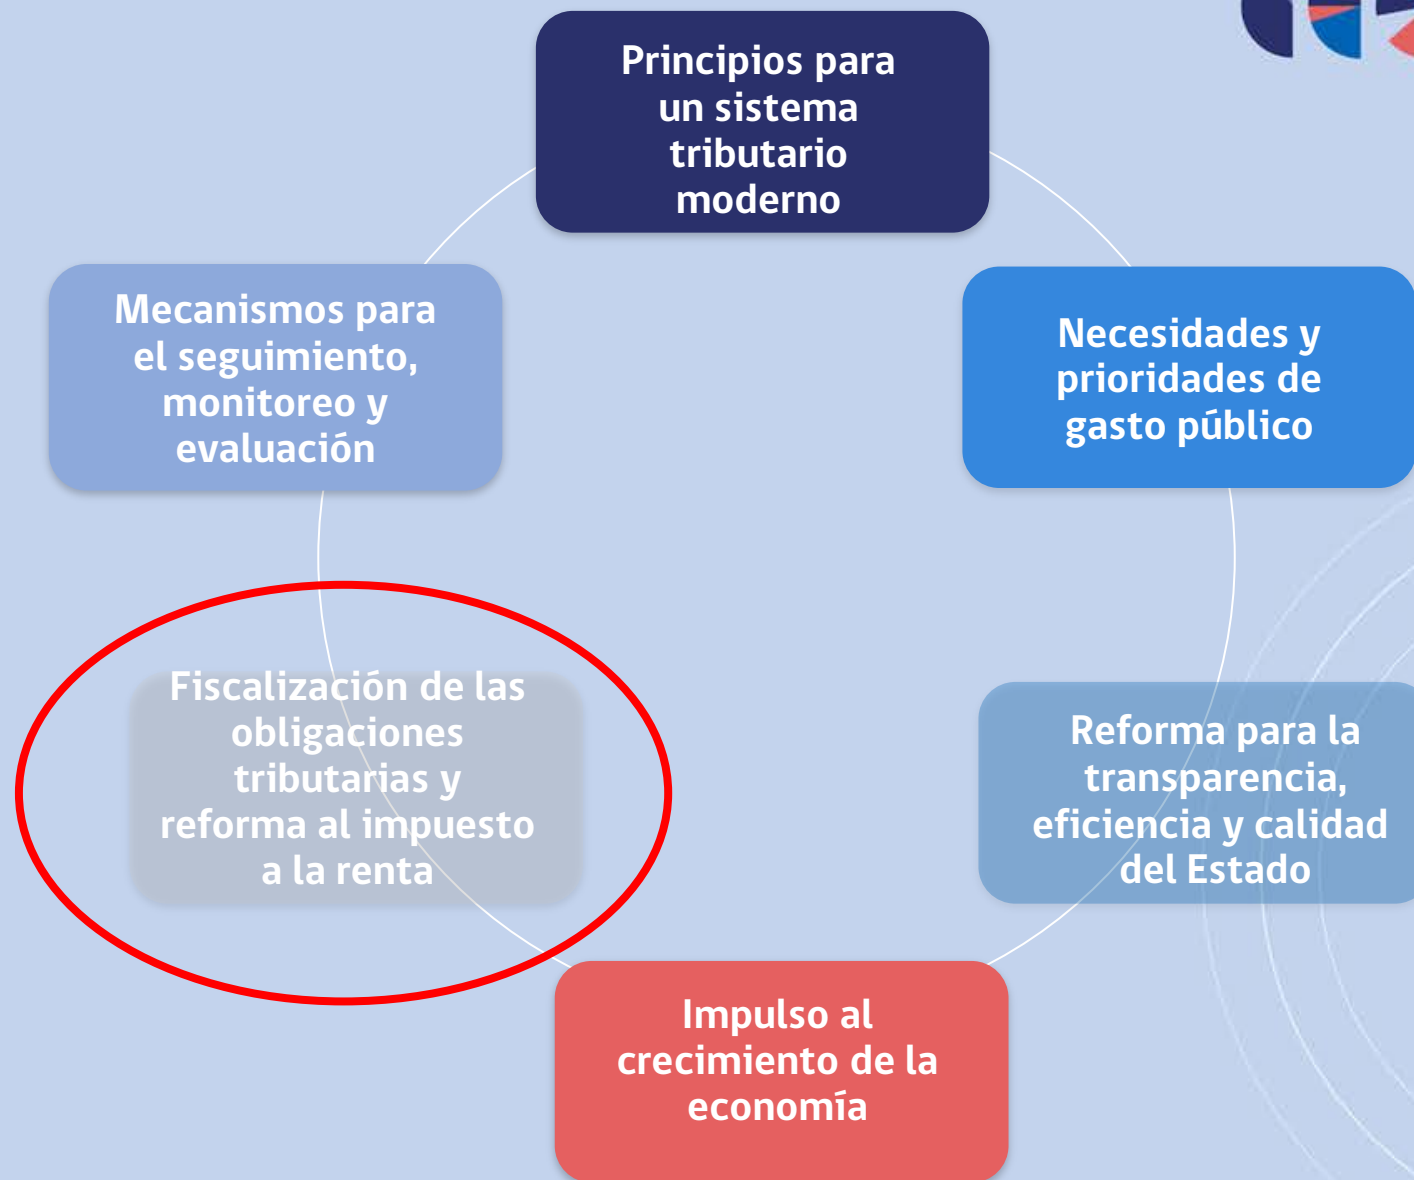 Principios para
un sistema
tributario
moderno
Necesidades y
prioridades de
gasto público
Reforma para la
transparencia,
eficiencia y calidad
del Estado
Impulso al
crecimiento de la
economía
Fiscalización de las
obligaciones
tributarias y
reforma al impuesto
a la renta
Mecanismos para
el seguimiento,
monitoreo y
evaluación